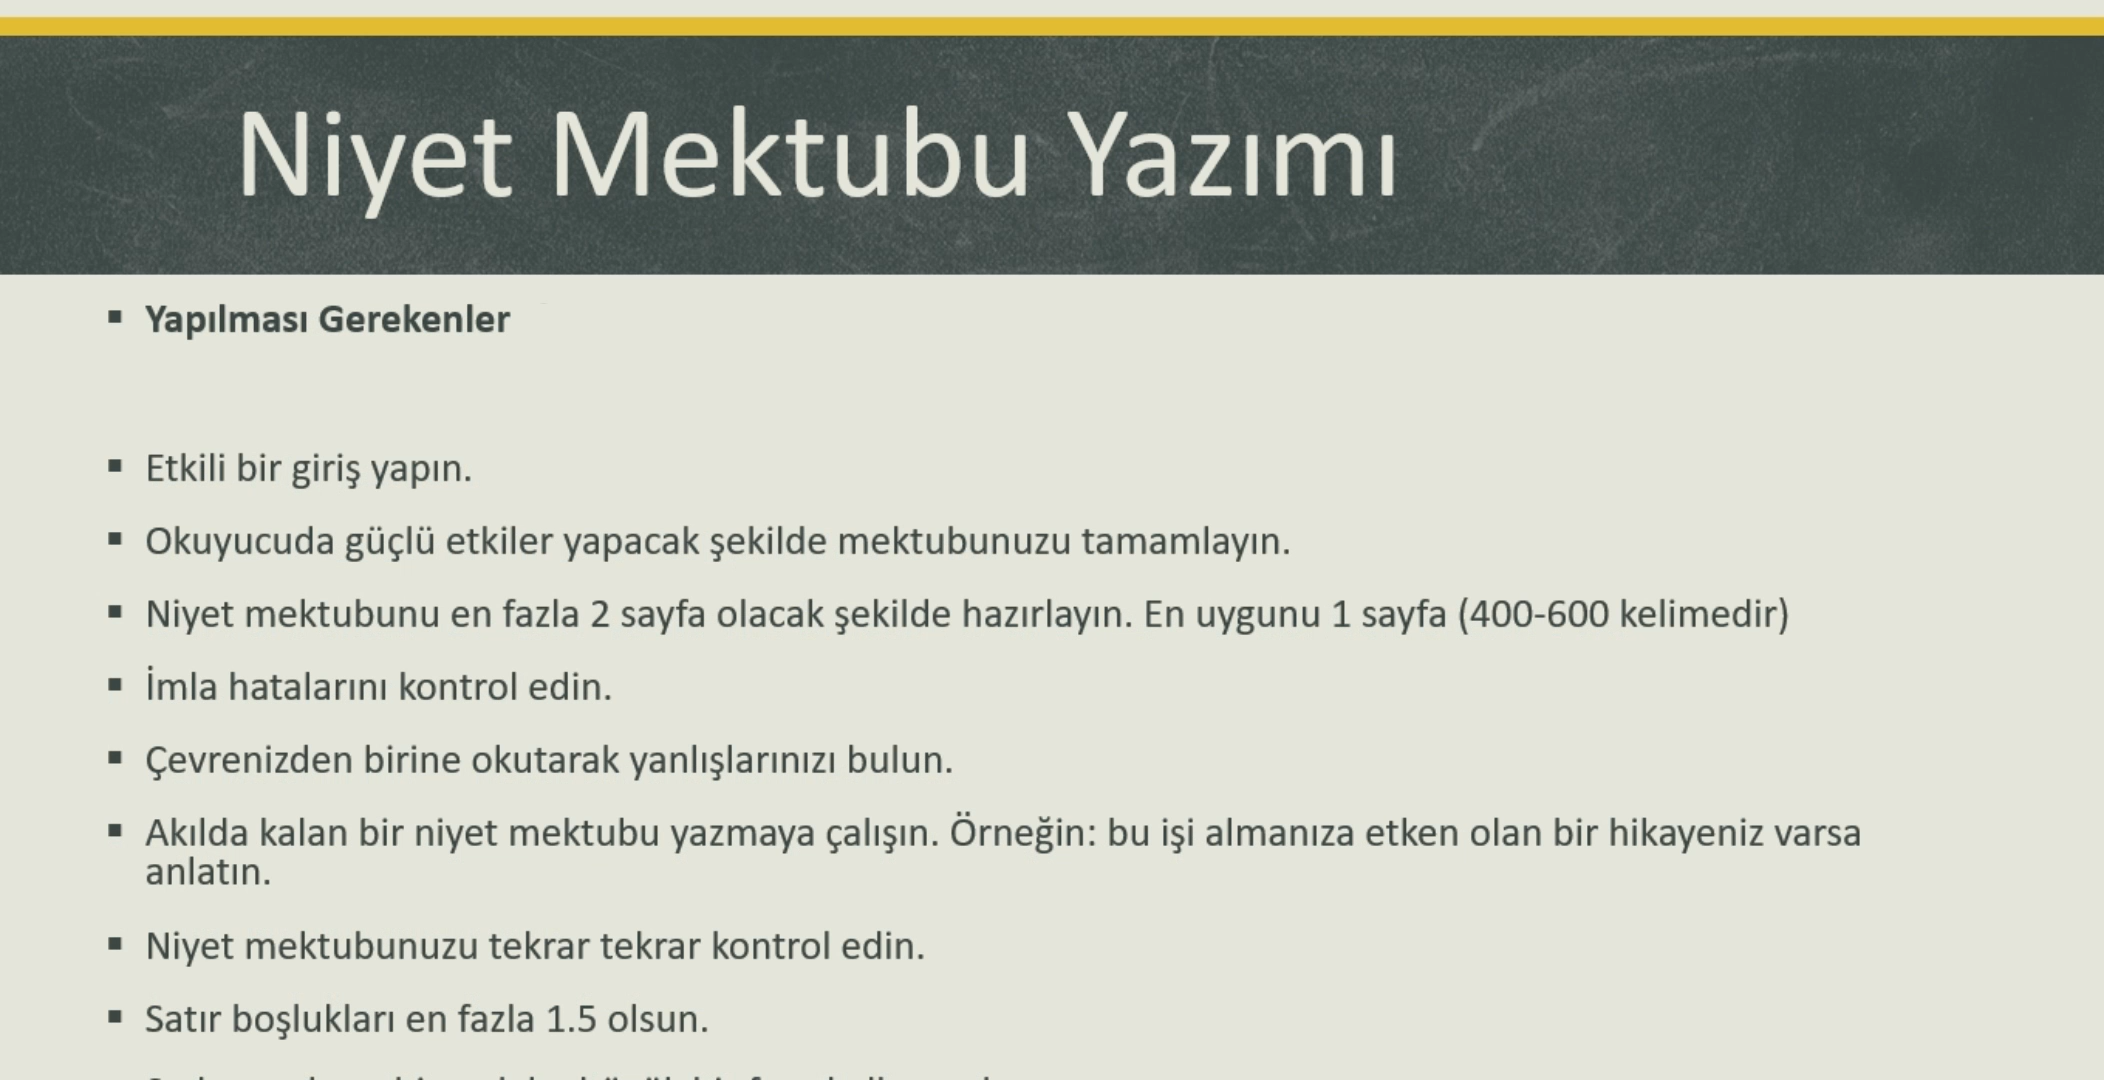 Niyet Mektubu Yazımı
▪ Yapılması Gerekenler
▪ Etkili bir giriş yapın.
▪ Okuyucuda güçlü etkiler yapacak şekilde mektubunuzu tamamlayın.
▪ Niyet mektubunu en fazla 2 sayfa olacak şekilde hazırlayın. En uygunu 1 sayfa (400-600 kelimedir)
▪ İmla hatalarını kontrol edin.
▪ Çevrenizden birine okutarak yanlışlarınızı bulun.
▪ Akılda kalan bir niyet mektubu yazmaya çalışın. Örneğin: bu işi almanıza etken olan bir hikayeniz varsa
anlatın.
▪ Niyet mektubunuzu tekrar tekrar kontrol edin.
▪ Satır boşlukları en fazla 1.5 olsun.